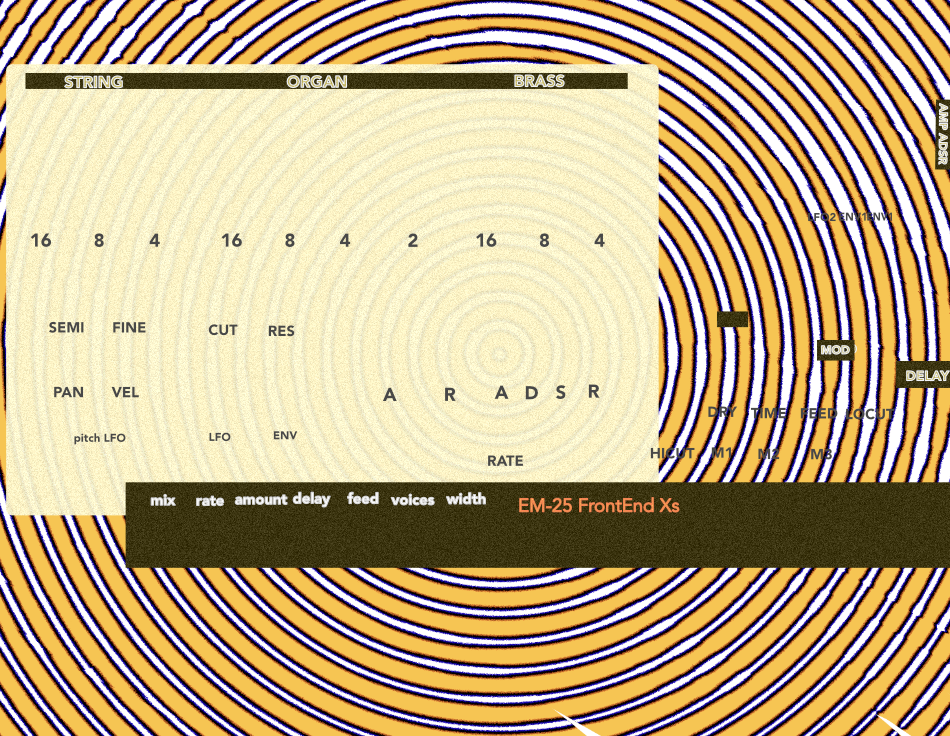 STRING ORGAN BRASS
AMP ADSR
LFO2 ENV1ENV1
16 8 4 16 8 4 2 16 8 4
SEMI FINE CUT RES
MOD
DELAY
PAN VEL A R A D S R
DRY TIME FEED LOCUT
pitch LFO LFO ENV
HICUT M1 M2 M3
RATE
mix rate amount delay feed voices width EM-25 FrontEnd Xs